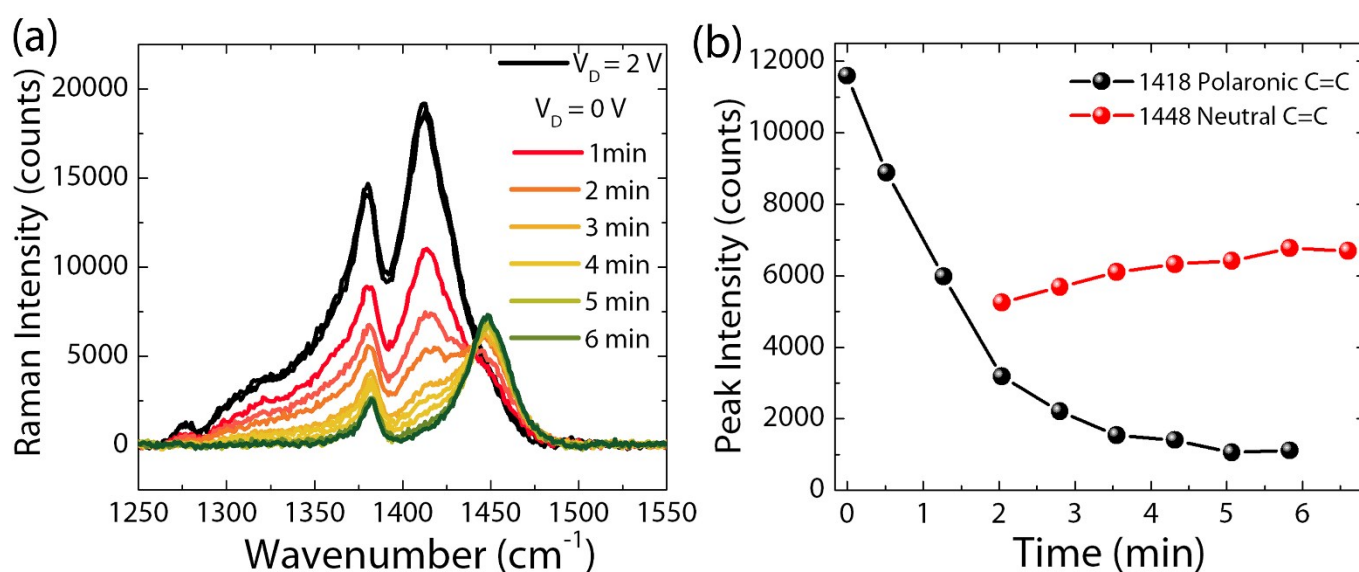 (a)
Raman Intensity (counts)
20000
15000
10000
5000
0
V_D = 2 V
V_D = 0 V
1min
2 min
3 min
4 min
5 min
6 min
1250 1300 1350 1400 1450 1500 1550
Wavenumber (cm⁻¹)
(b)
Peak Intensity (counts)
12000
10000
8000
6000
4000
2000
0
1418 Polaronic C=C
1448 Neutral C=C
0 1 2 3 4 5 6
Time (min)